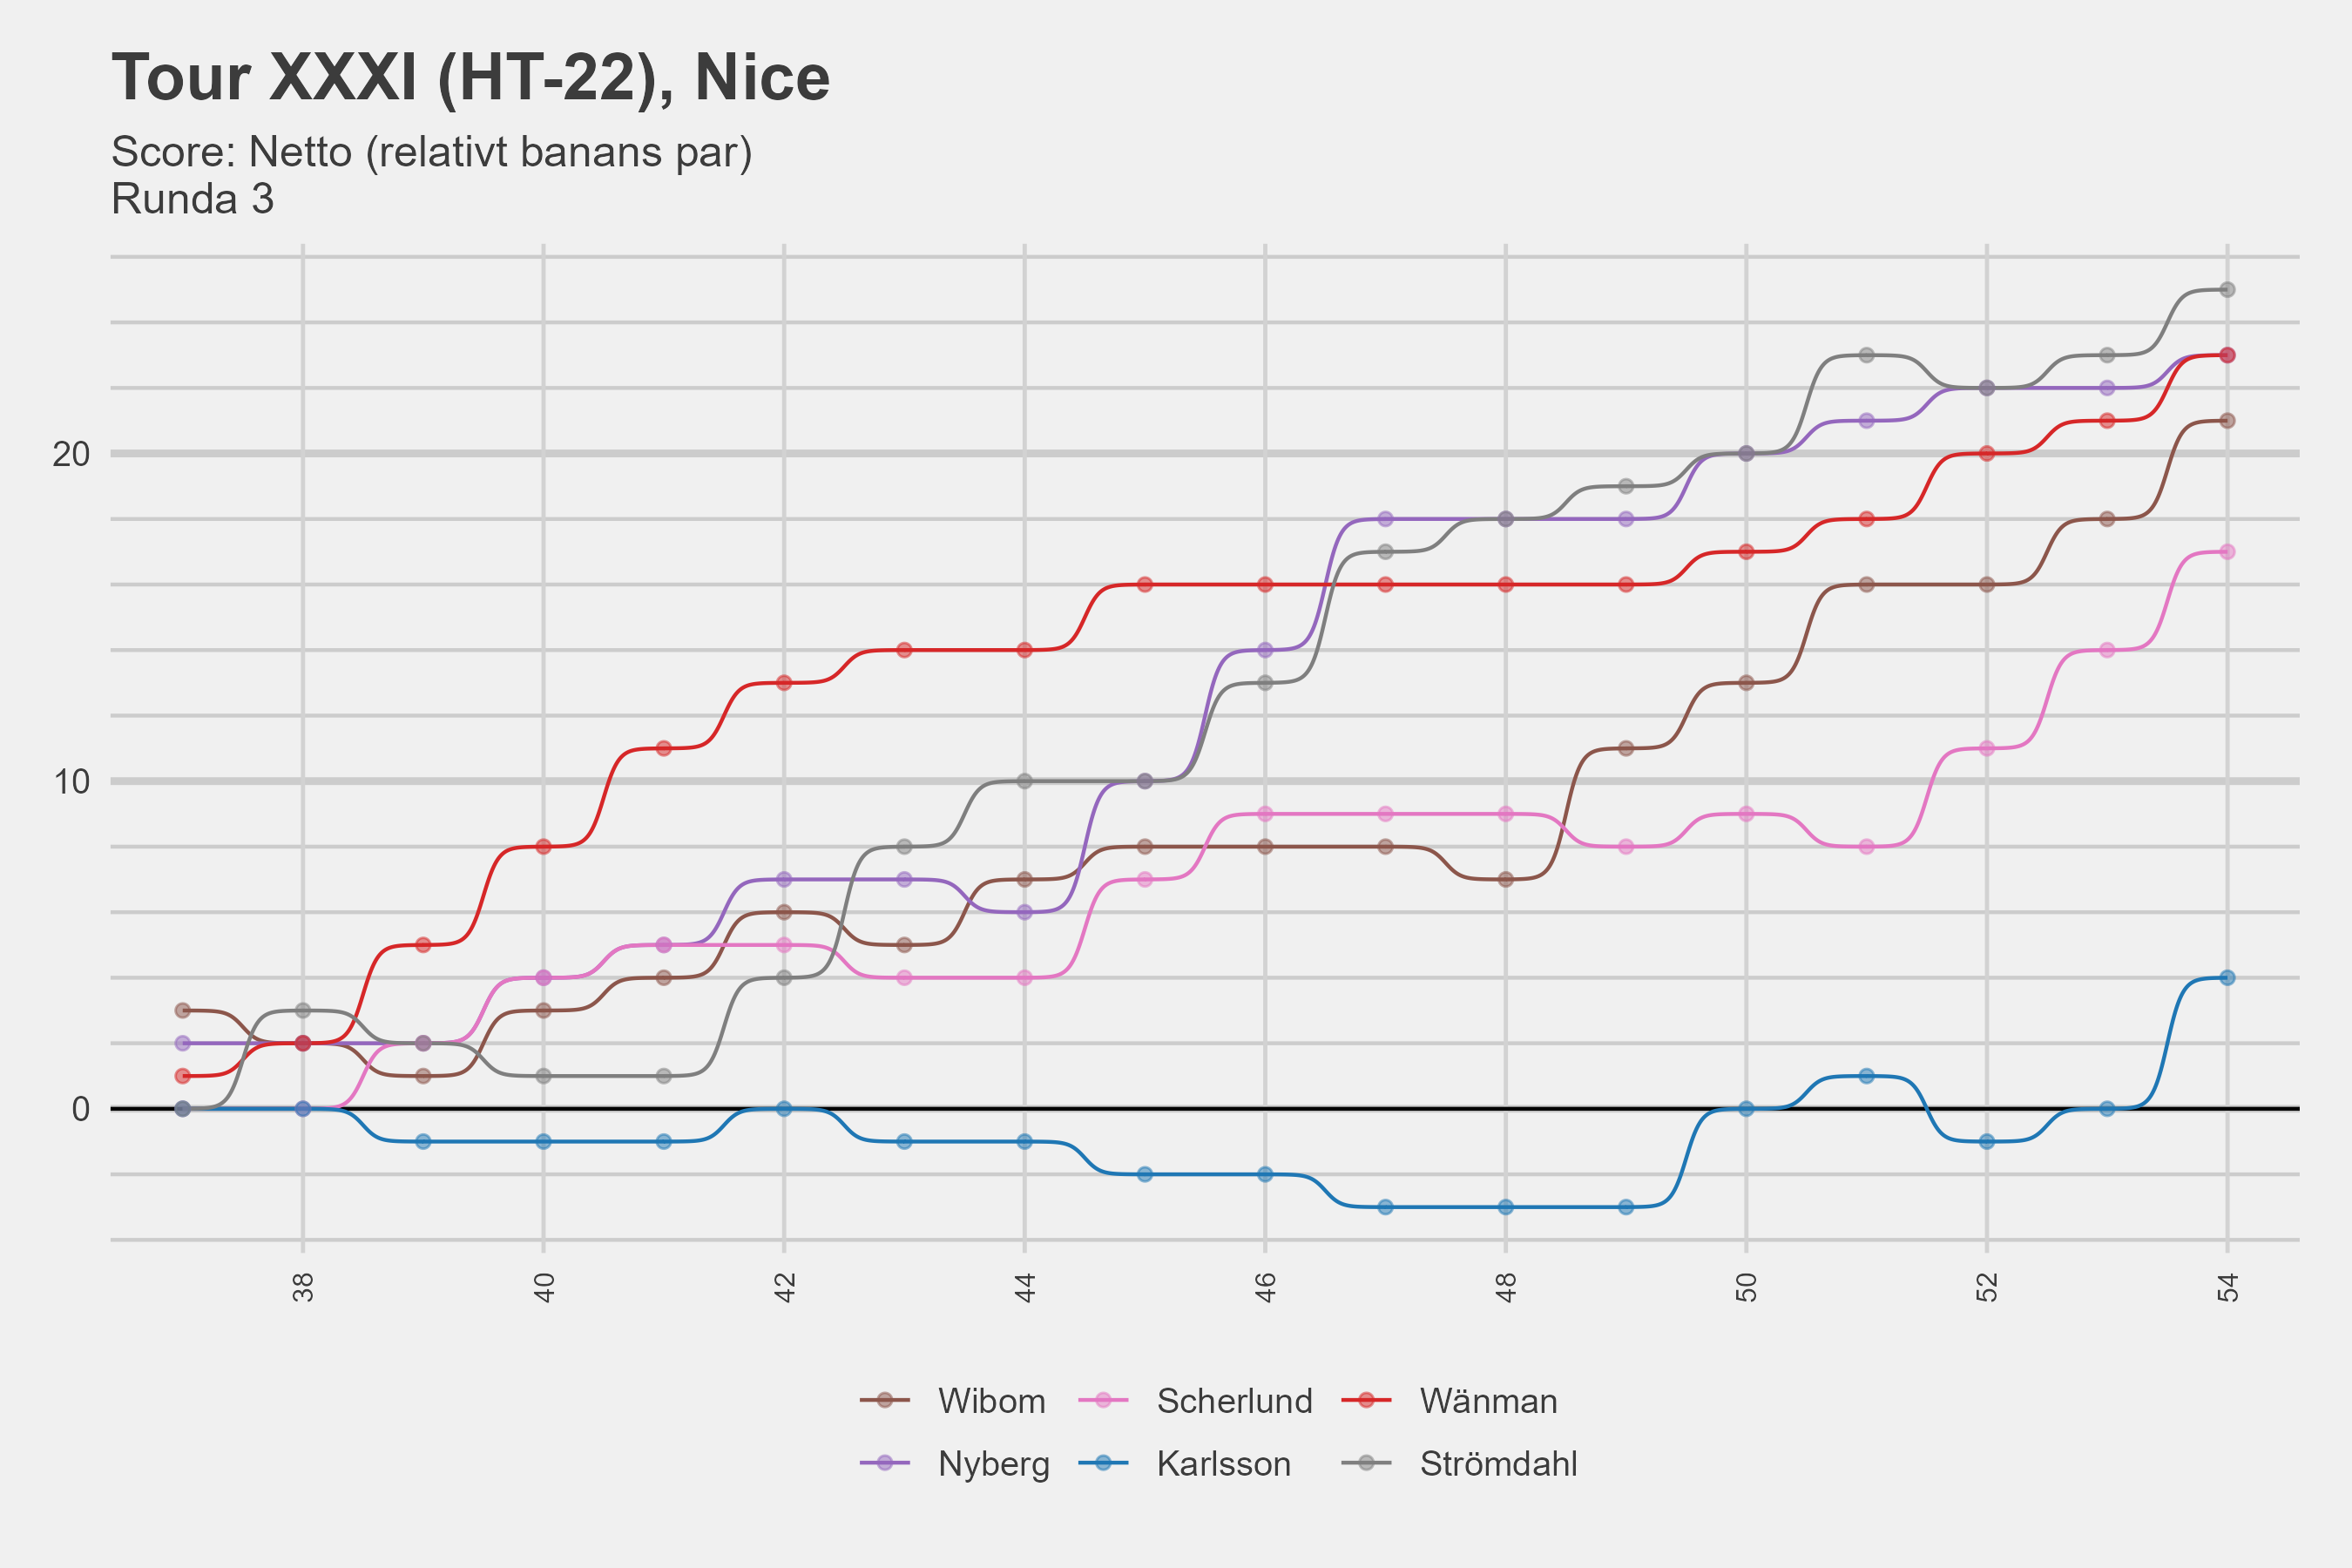 Tour XXXI (HT-22), Nice
Score: Netto (relativt banans par)
Runda 3
20
10
0
38 40 42 44 46 48 50 52 54
Wibom Scherlund Wänman
Nyberg Karlsson Strömdahl